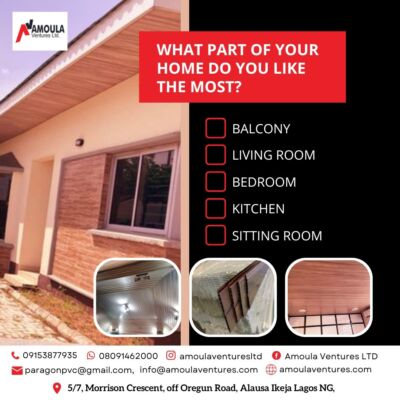 AMOULA
Ventures Ltd
WHAT PART OF YOUR
HOME DO YOU LIKE
THE MOST?
BALCONY
LIVING ROOM
BEDROOM
KITCHEN
SITTING ROOM
09153877935 08091462000 amoulaventuresltd Amoula Ventures LTD
paragonpvc@gmail.com, info@amoulaventures.com amoulaventures.com
5/7, Morrison Crescent, off Oregun Road, Alausa Ikeja Lagos NG,